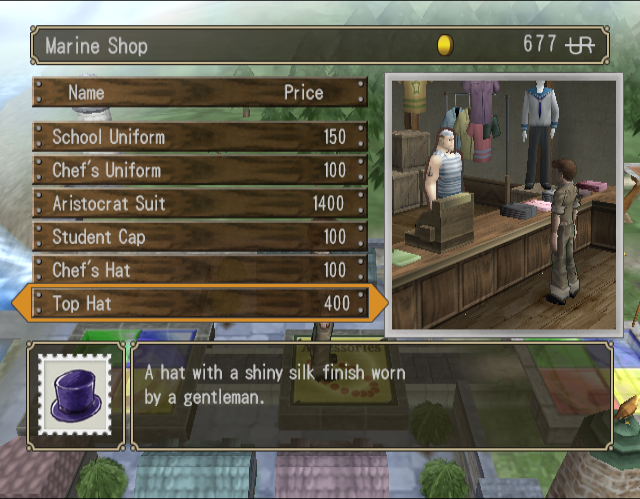 Marine Shop
677
Name Price
School Uniform 150
Chef's Uniform 100
Aristocrat Suit 1400
Student Cap 100
Chef's Hat 100
Top Hat 400
Accessories
A hat with a shiny silk finish worn
by a gentleman.